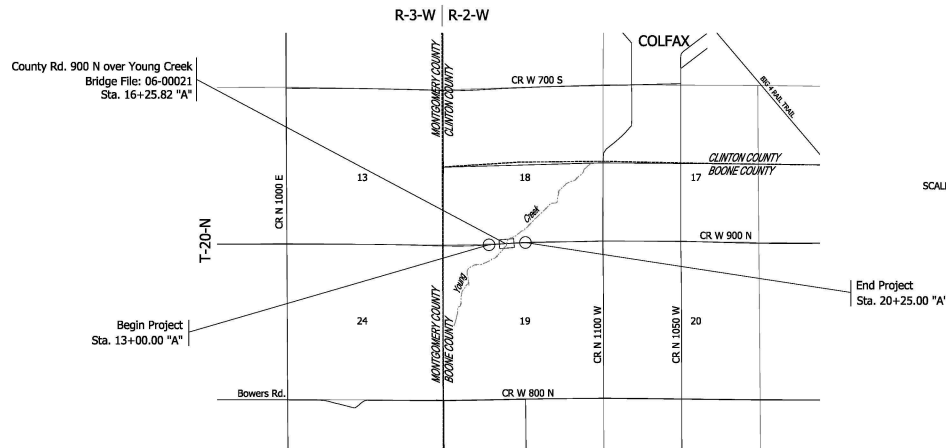 R-3-W R-2-W
COLFAX
County Rd. 900 N over Young Creek
Bridge File: 06-00021
Sta. 16+25.82 "A"
CR W 700 S
BIG 4 RAIL TRAIL
MONTGOMERY COUNTY
CLINTON COUNTY
CLINTON COUNTY
BOONE COUNTY
13
18
17
SCALE
CR N 1000 E
T-20-N
Creek
CR W 900 N
Young
End Project
Sta. 20+25.00 "A"
Begin Project
Sta. 13+00.00 "A"
24
19
20
MONTGOMERY COUNTY
BOONE COUNTY
CR N 1100 W
CR N 1050 W
Bowers Rd.
CR W 800 N